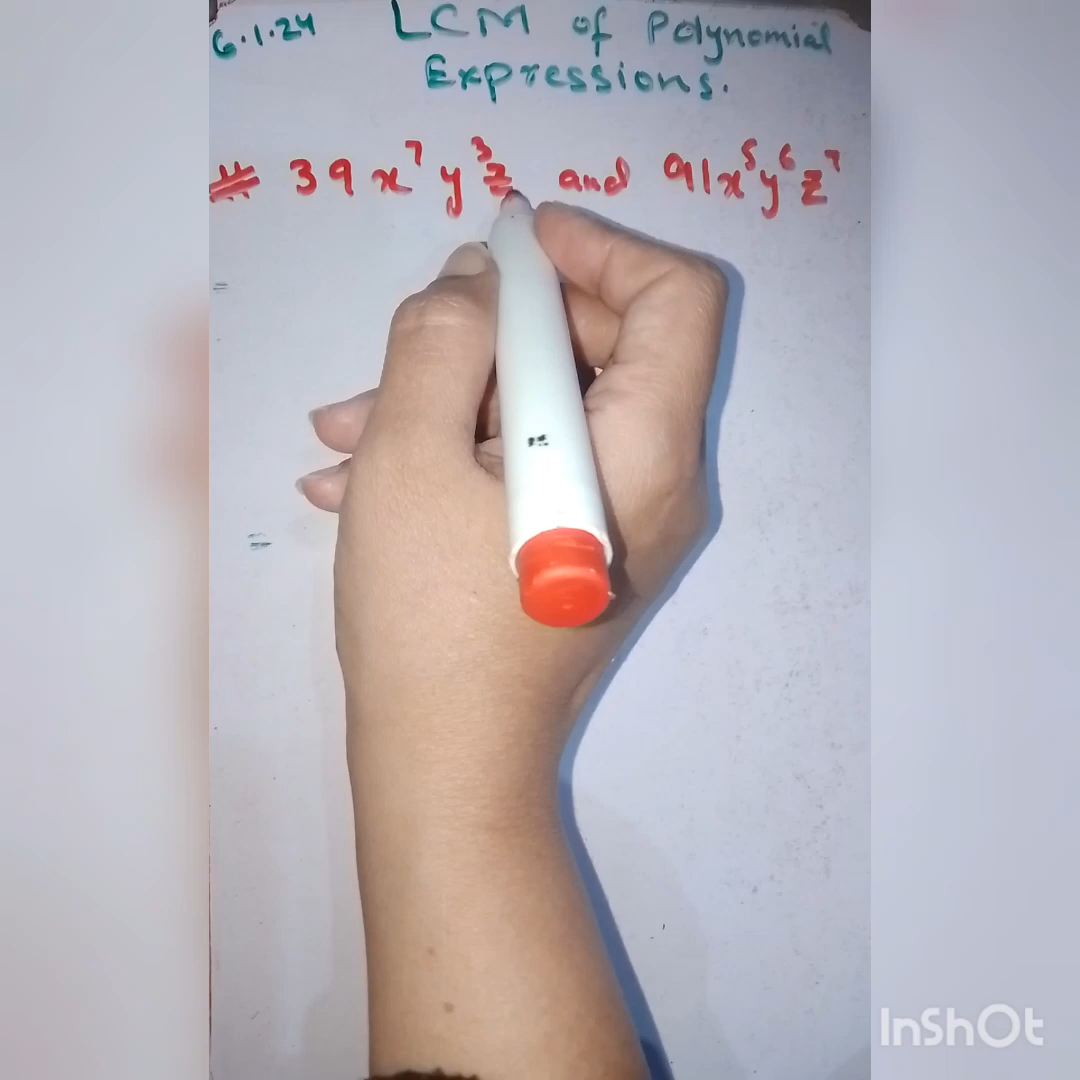 6.1.24 LCM of Polynomial
Expressions.
# 39x⁷y³z and 91x⁵y⁶z⁷
=
=
InShOt